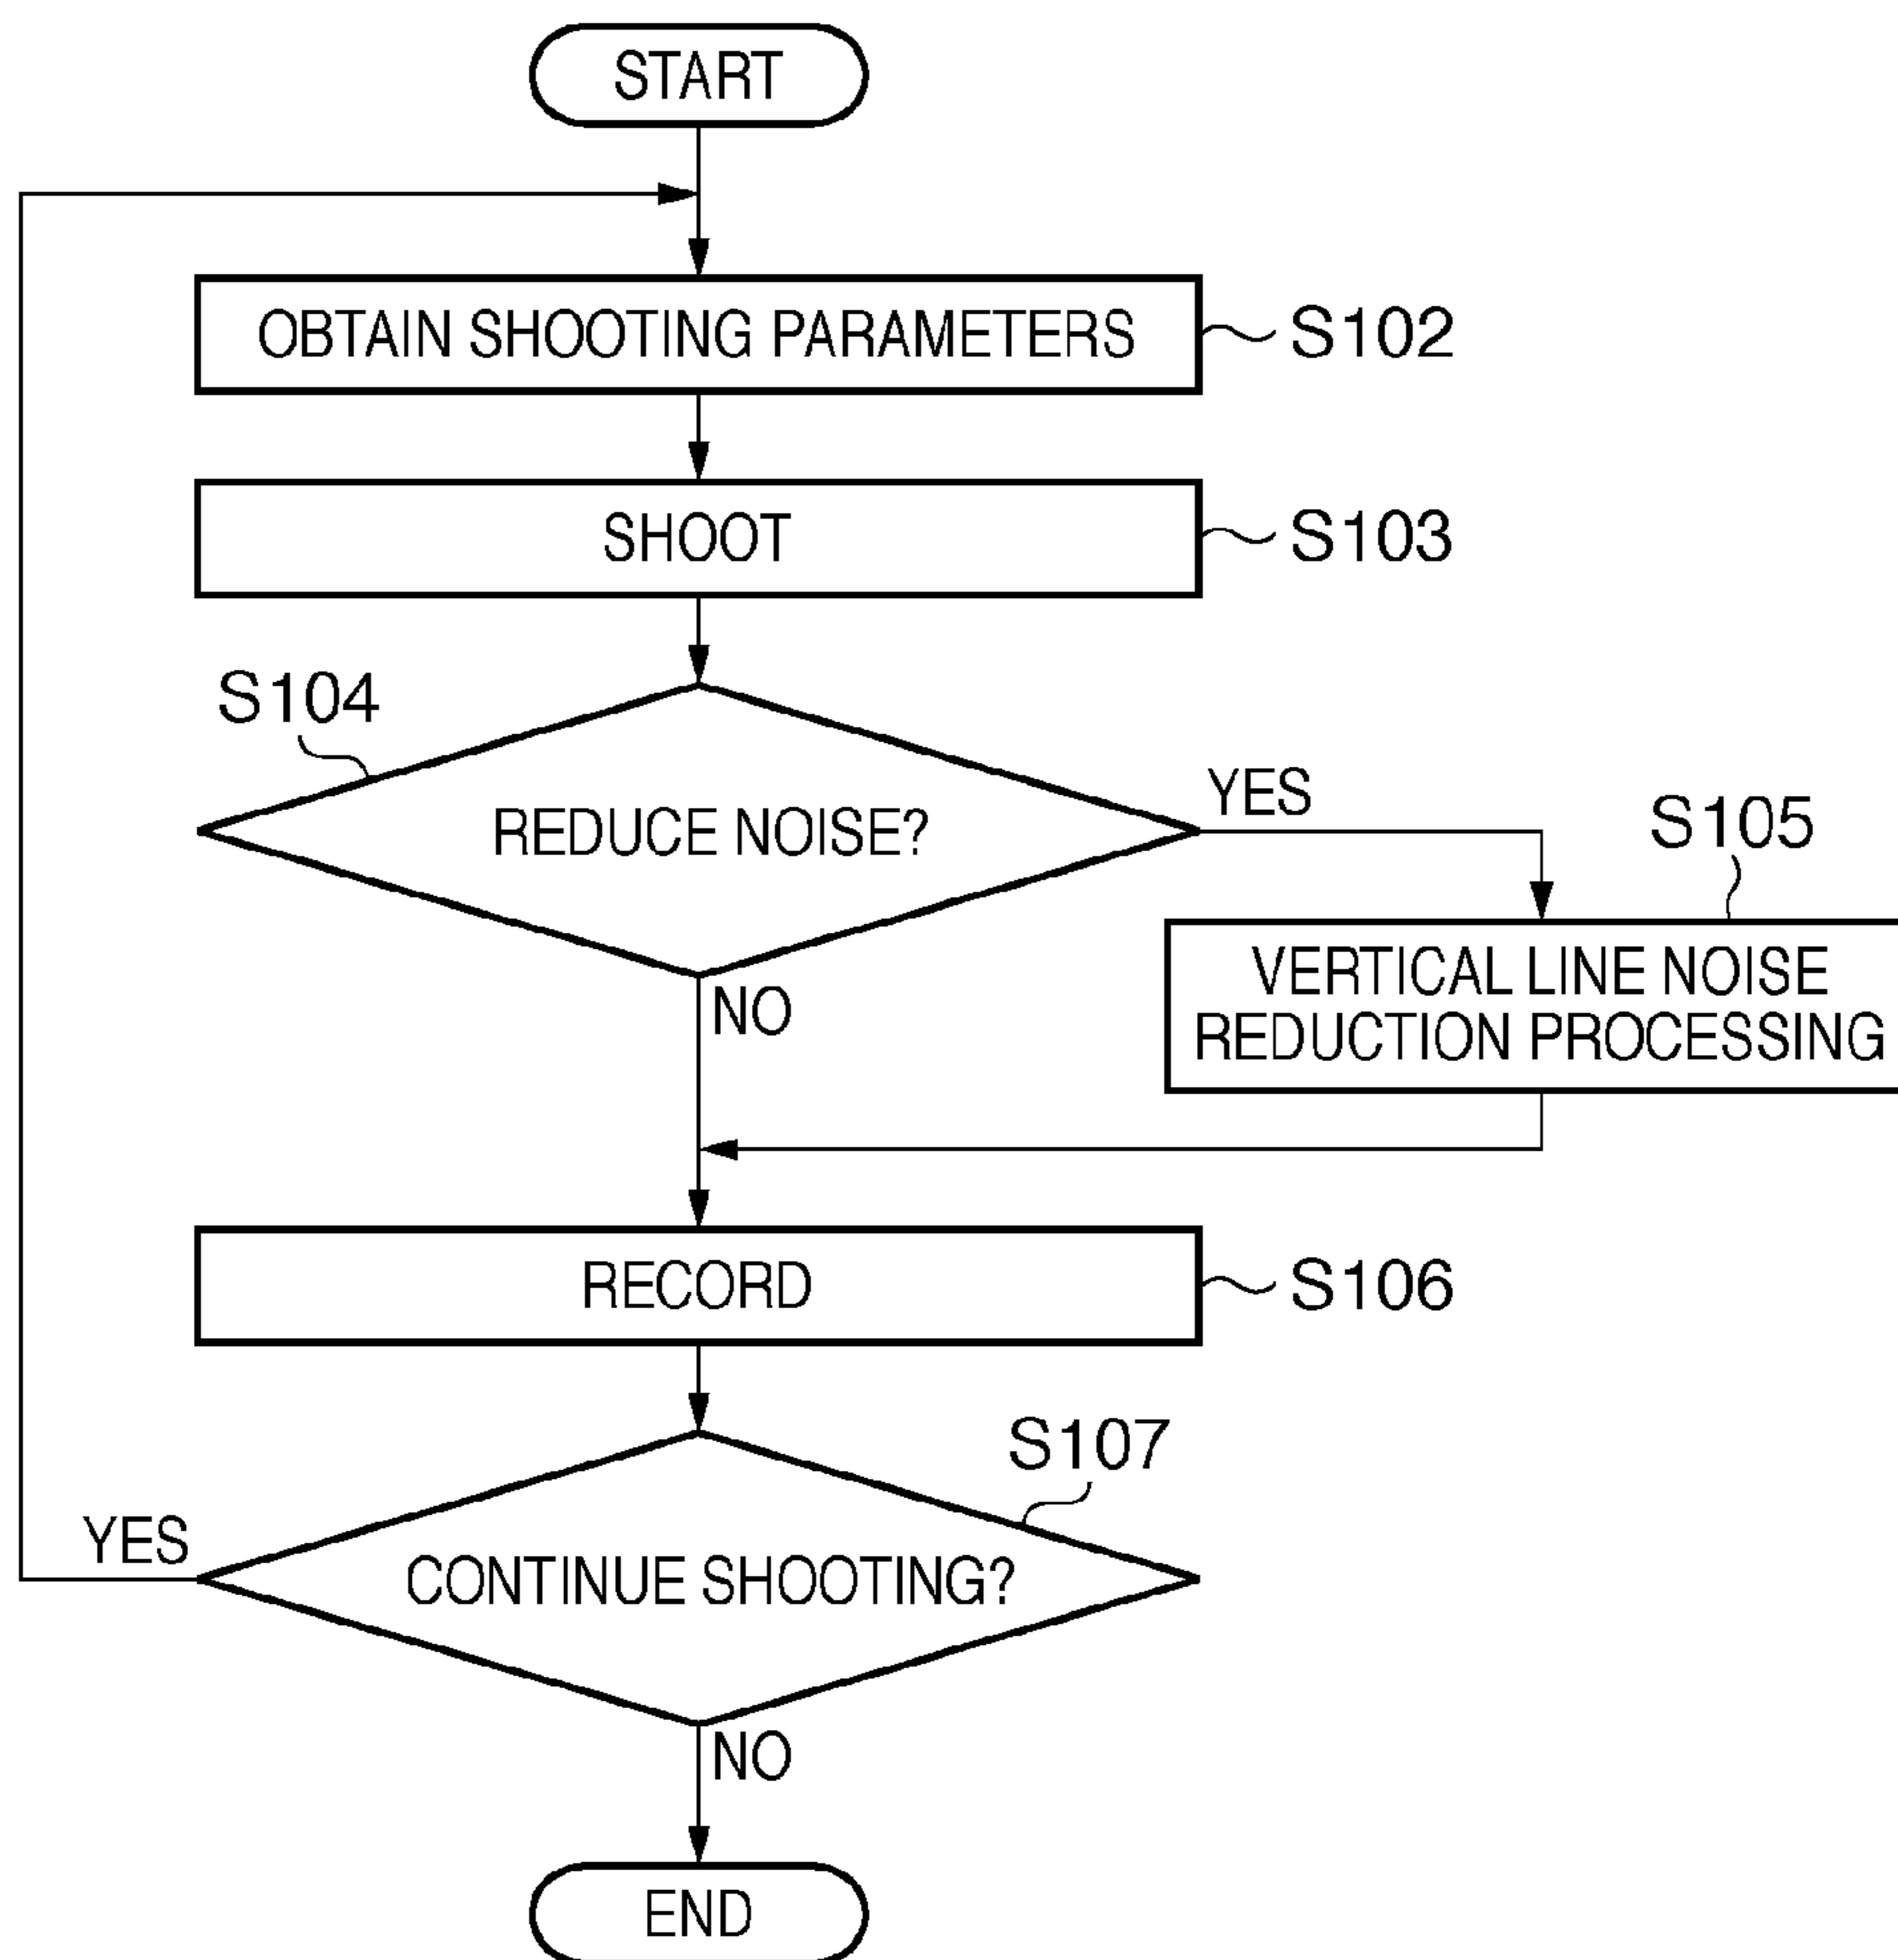 START
OBTAIN SHOOTING PARAMETERS
S102
SHOOT
S103
S104
REDUCE NOISE?
YES
S105
VERTICAL LINE NOISE
REDUCTION PROCESSING
NO
RECORD
S106
S107
CONTINUE SHOOTING?
YES
NO
END